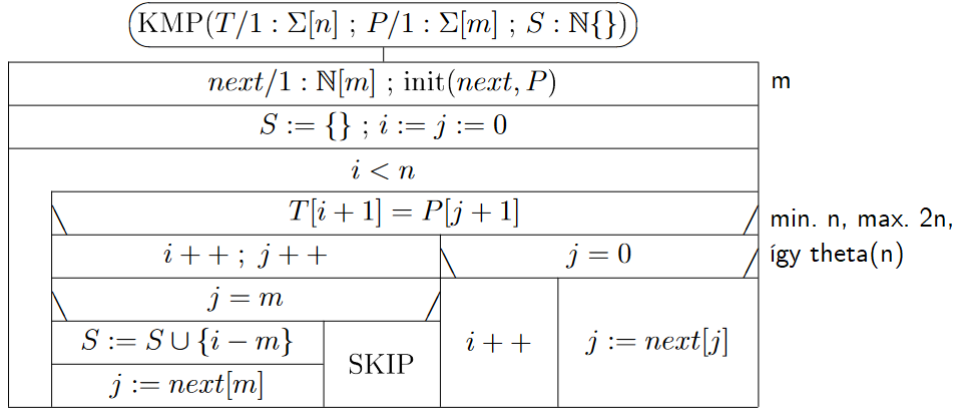 KMP(T/1 : Σ[n] ; P/1 : Σ[m] ; S : ℕ{})
next/1 : ℕ[m] ; init(next, P)
m
S := {} ; i := j := 0
i < n
T[i + 1] = P[j + 1]
min. n, max. 2n,
i + + ; j + +
j = 0
így theta(n)
j = m
S := S ∪ {i − m}
SKIP
i + +
j := next[j]
j := next[m]